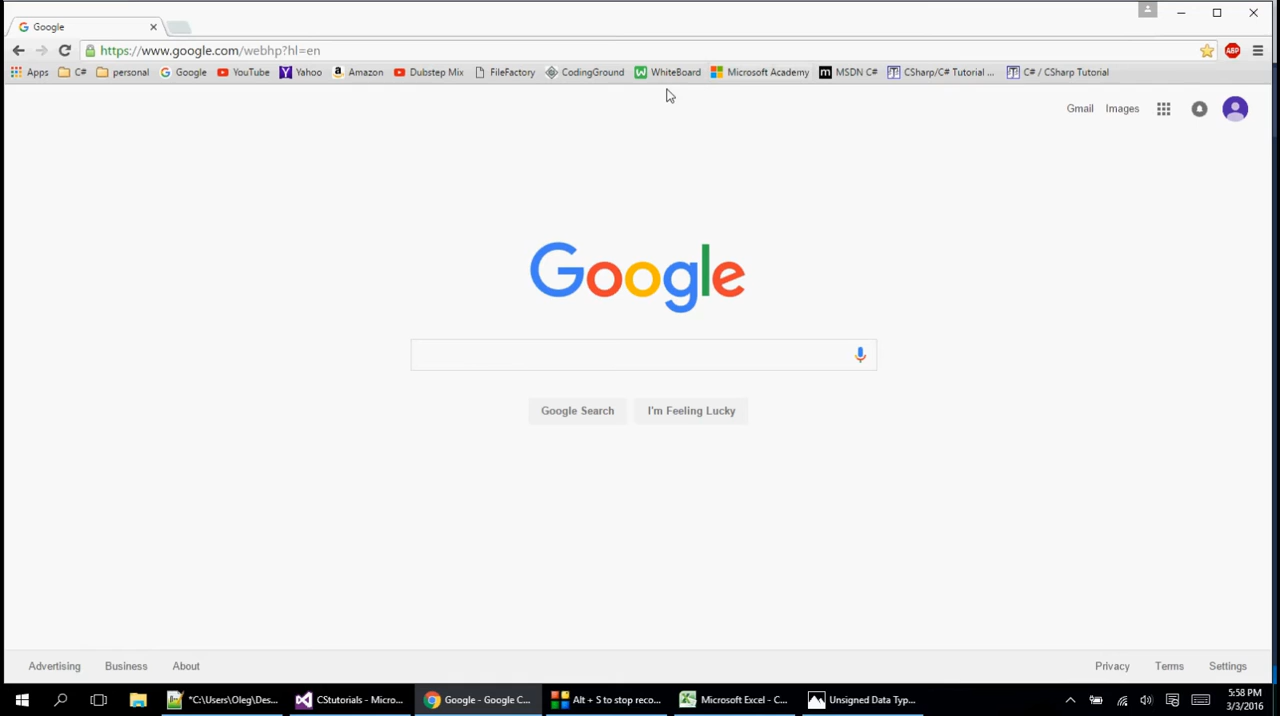 Google
https://www.google.com/webhp?hl=en
ABP
Apps C# personal Google YouTube Yahoo Amazon Dubstep Mix FileFactory CodingGround WhiteBoard Microsoft Academy MSDN C# CSharp/C# Tutorial ... C# / CSharp Tutorial
Gmail Images
Google
Google Search I'm Feeling Lucky
Advertising Business About Privacy Terms Settings
*C:\Users\Oleg\Des... CStutorials - Micro... Google - Google C... Alt + S to stop reco... Microsoft Excel - C... Unsigned Data Typ... 5:58 PM
3/3/2016